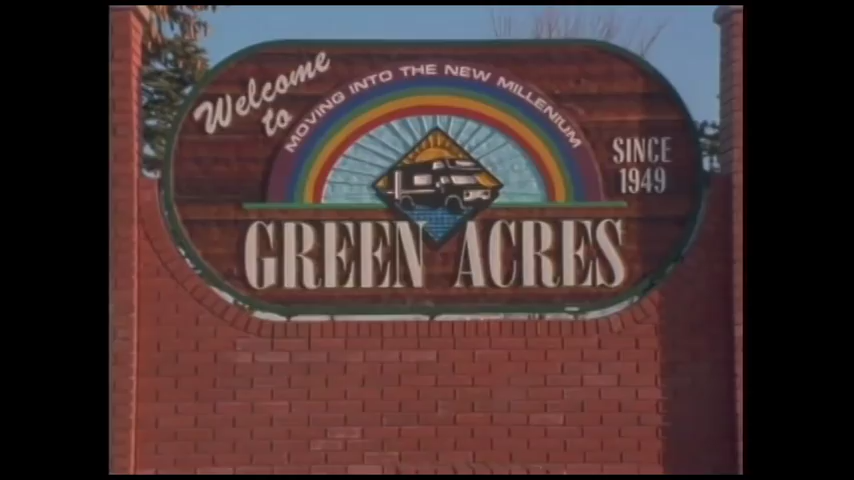 Welcome
to
MOVING INTO THE NEW MILLENIUM
SINCE
1949
GREEN ACRES